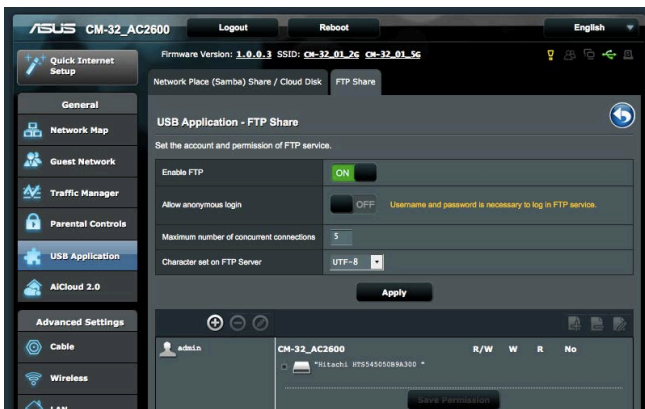 ASUS CM-32_AC2600 Logout Reboot English
Quick Internet Setup
Firmware Version: 1.0.0.3 SSID: CM-32_01_2G CM-32_01_5G
Network Place (Samba) Share / Cloud Disk FTP Share
General
Network Map
Guest Network
Traffic Manager
Parental Controls
USB Application
AiCloud 2.0
Advanced Settings
Cable
Wireless
LAN
USB Application - FTP Share
Set the account and permission of FTP service.
Enable FTP ON
Allow anonymous login OFF Username and password is necessary to log in FTP service.
Maximum number of concurrent connections 5
Character set on FTP Server UTF-8
Apply
admin
CM-32_AC2600 R/W W R No
"Hitachi HTS545050B9A300 "
Save Permission